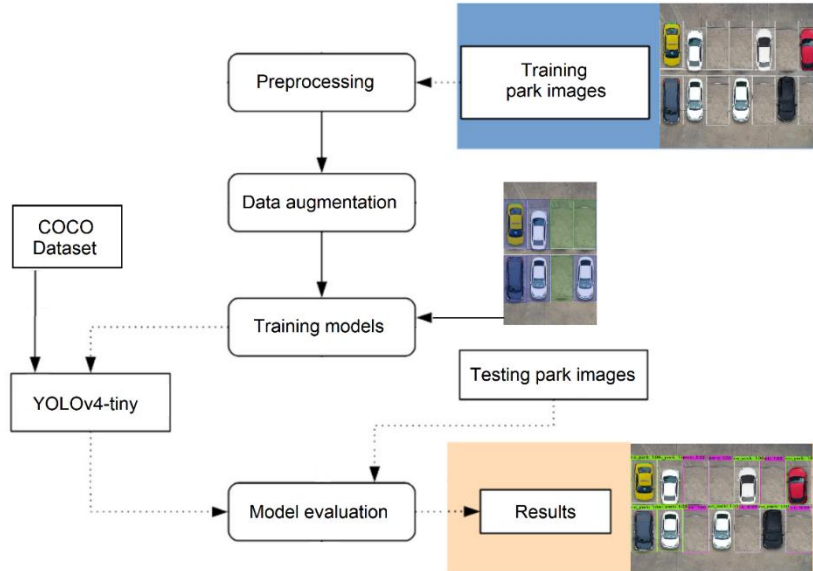 Preprocessing
Training
park images
Data augmentation
COCO
Dataset
Training models
Testing park images
YOLOv4-tiny
Model evaluation
Results